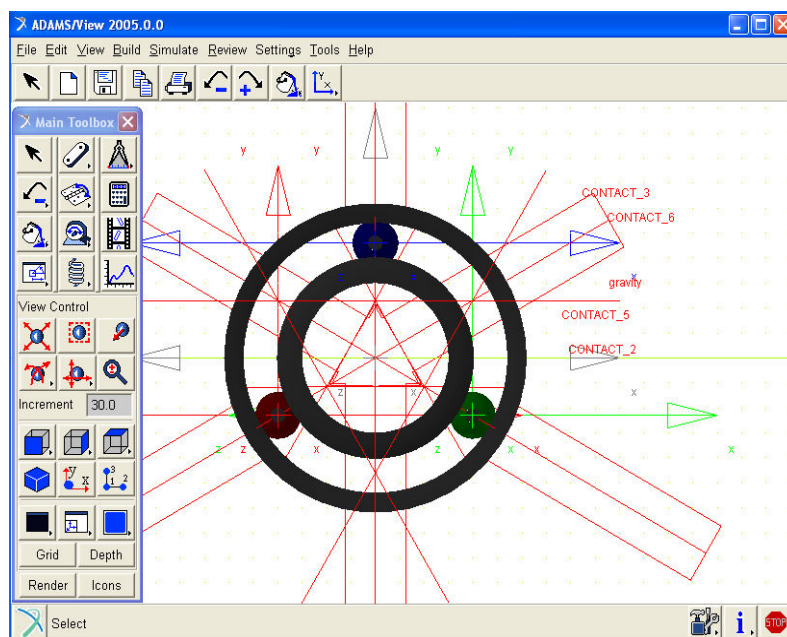 ADAMS/View 2005.0.0
File Edit View Build Simulate Review Settings Tools Help
Main Toolbox
View Control
Increment 30.0
Grid Depth
Render Icons
Select
y y y y
CONTACT_3
CONTACT_6
z x x
gravity
CONTACT_5
CONTACT_2
z x x
z z x z x x x
STOP